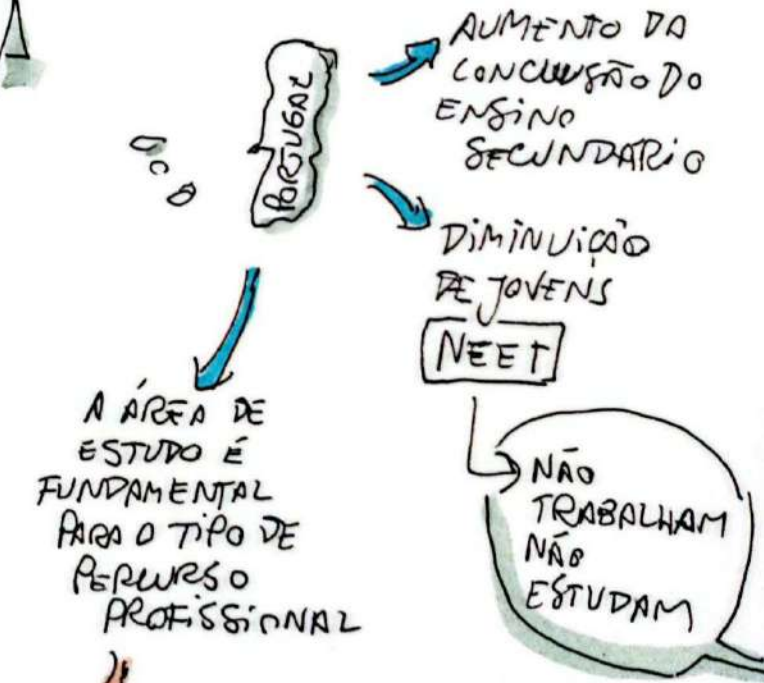 PORTUGAL
AUMENTO DA
CONCLUSÃO DO
ENSINO
SECUNDÁRIO
DIMINUIÇÃO
DE JOVENS
NEET
NÃO
TRABALHAM
NÃO
ESTUDAM
A ÁREA DE
ESTUDO É
FUNDAMENTAL
PARA O TIPO DE
PERCURSO
PROFISSIONAL